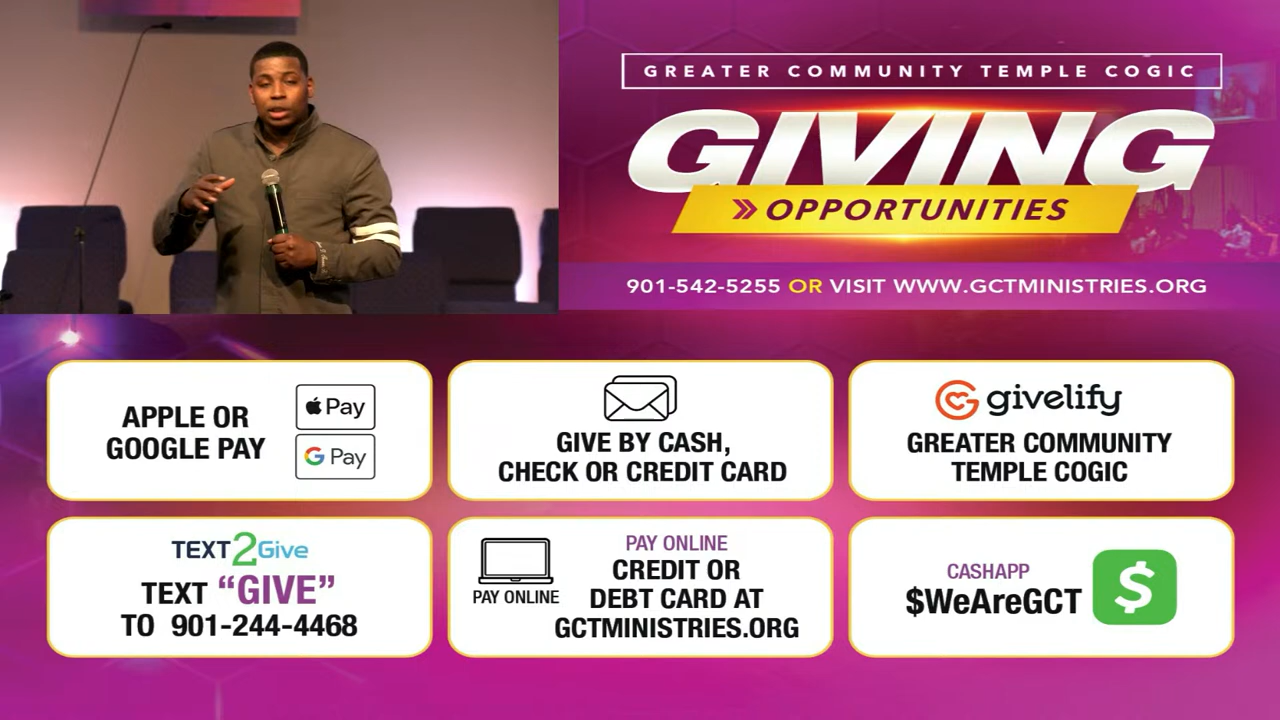 GREATER COMMUNITY TEMPLE COGIC
GIVING
» OPPORTUNITIES
901-542-5255 OR VISIT WWW.GCTMINISTRIES.ORG
APPLE OR
GOOGLE PAY
Pay
G Pay
GIVE BY CASH,
CHECK OR CREDIT CARD
givelify
GREATER COMMUNITY
TEMPLE COGIC
TEXT2Give
TEXT “GIVE”
TO 901-244-4468
PAY ONLINE
PAY ONLINE
CREDIT OR
DEBT CARD AT
GCTMINISTRIES.ORG
CASHAPP
$WeAreGCT
$